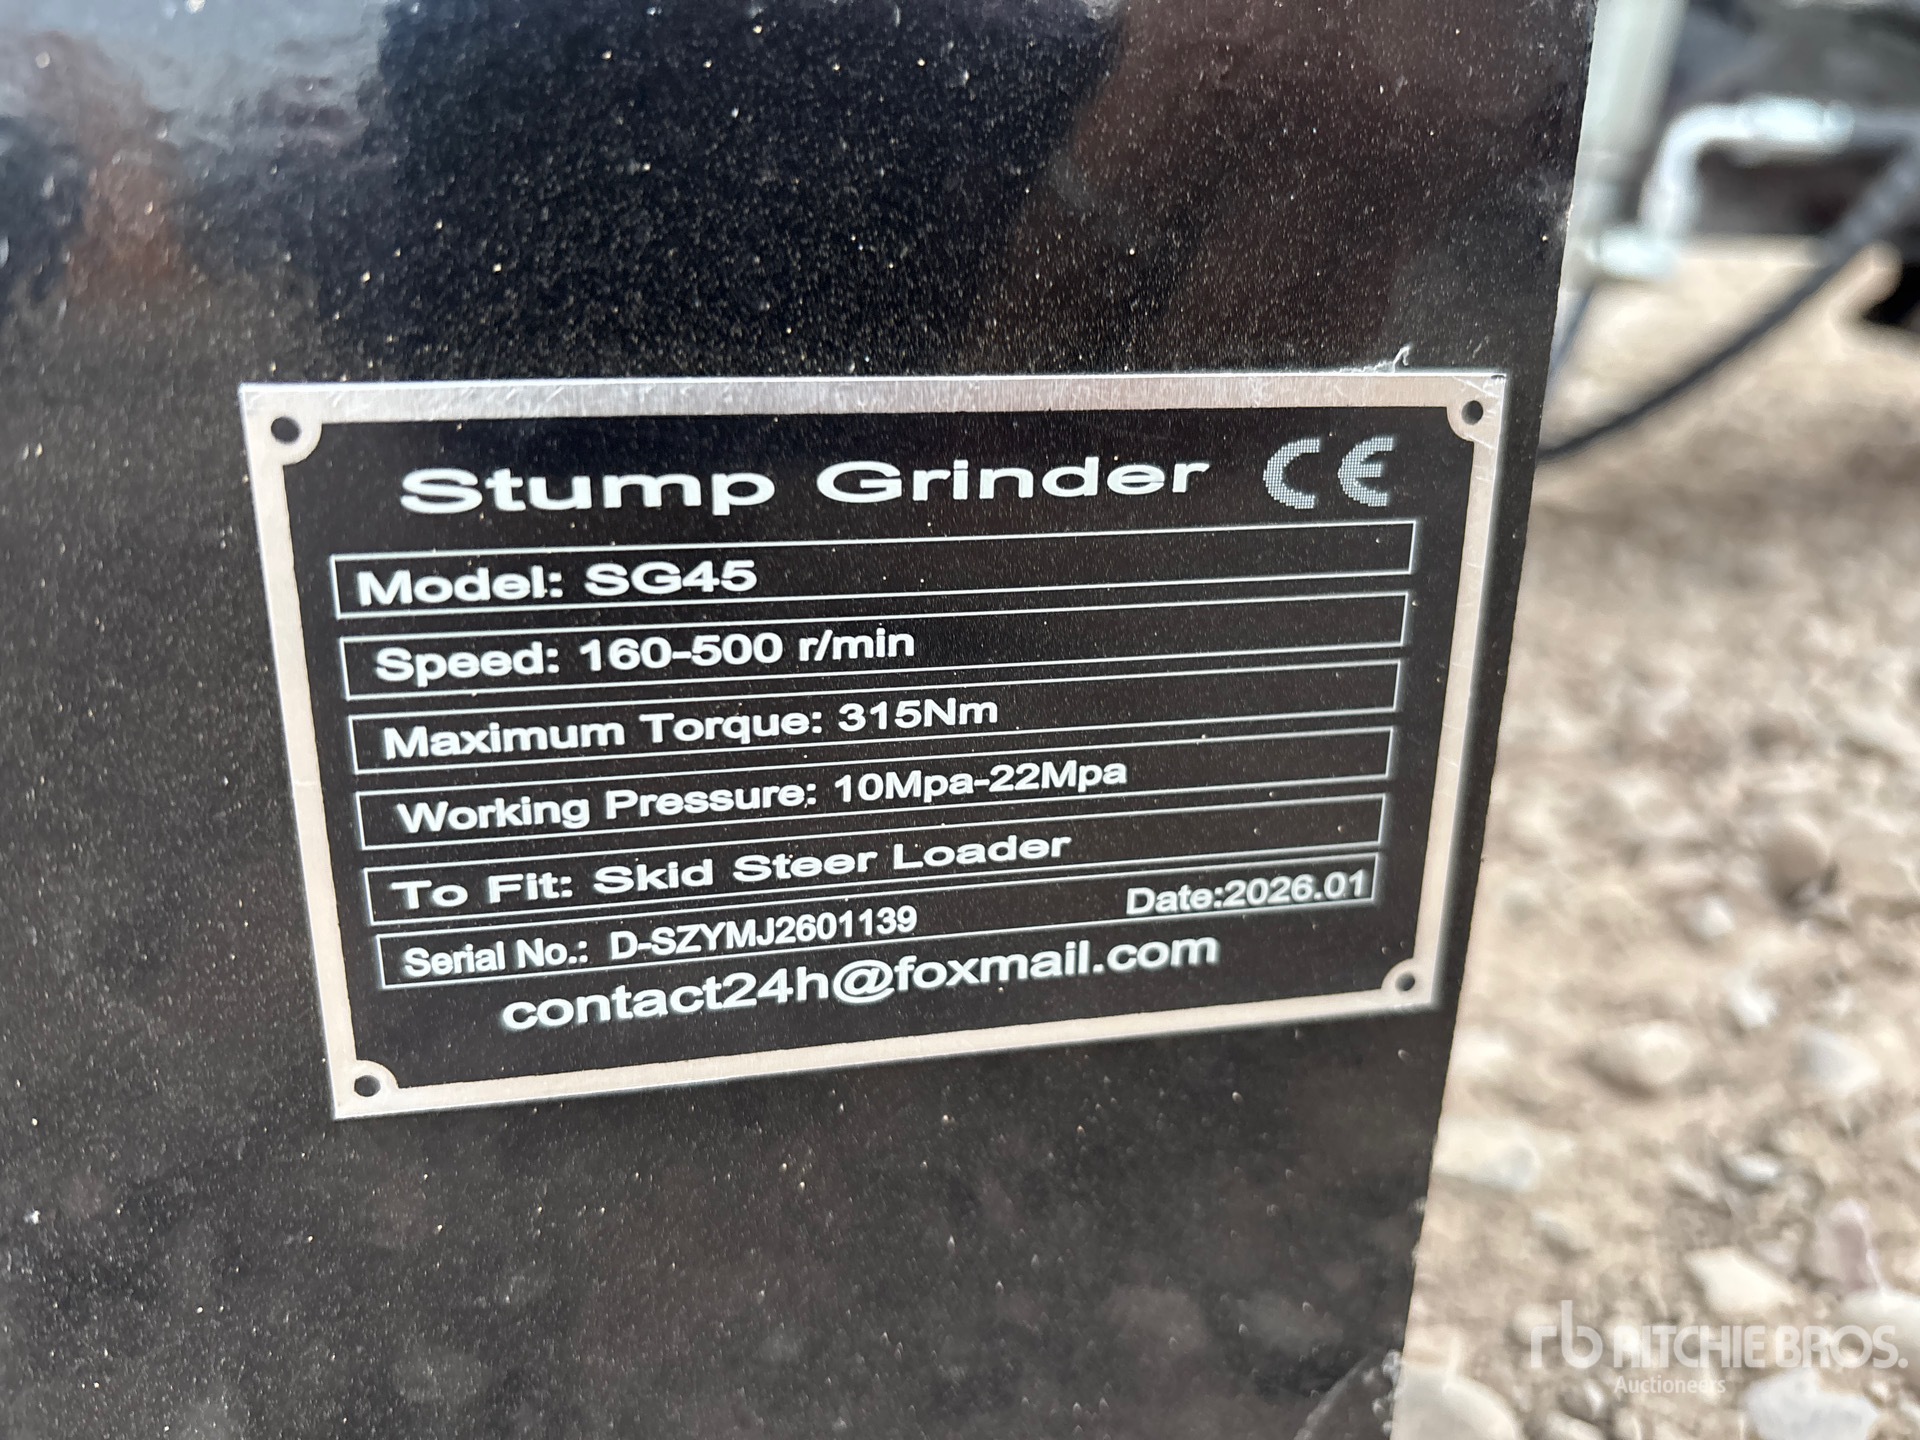 Stump Grinder CE
Model: SG45
Speed: 160-500 r/min
Maximum Torque: 315Nm
Working Pressure: 10Mpa-22Mpa
To Fit: Skid Steer Loader
Serial No.: D-SZYMJ2601139 Date:2026.01
contact24h@foxmail.com
rb RITCHIE BROS.
Auctioneers